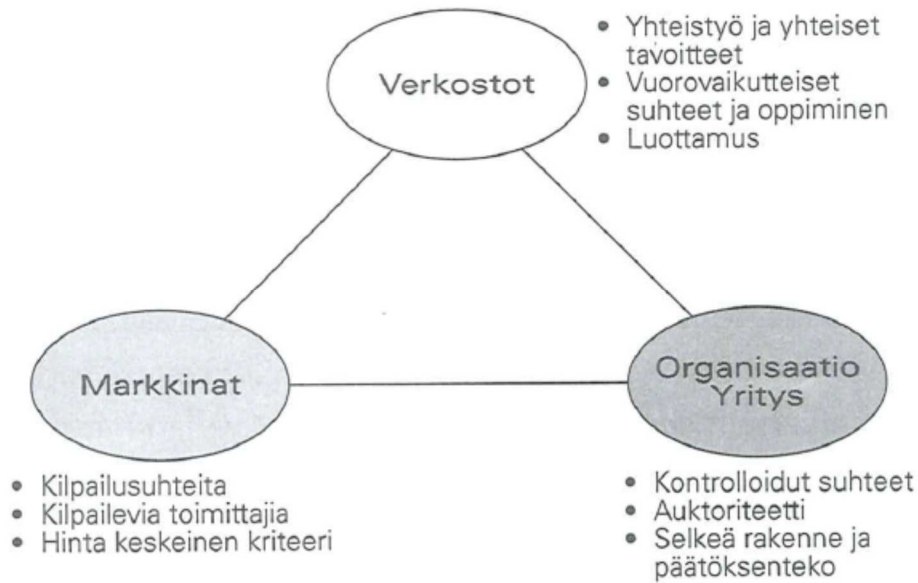 Verkostot
• Yhteistyö ja yhteiset
tavoitteet
• Vuorovaikutteiset
suhteet ja oppiminen
• Luottamus
Markkinat
• Kilpailusuhteita
• Kilpailevia toimittajia
• Hinta keskeinen kriteeri
Organisaatio
Yritys
• Kontrolloidut suhteet
• Auktoriteetti
• Selkeä rakenne ja
päätöksenteko